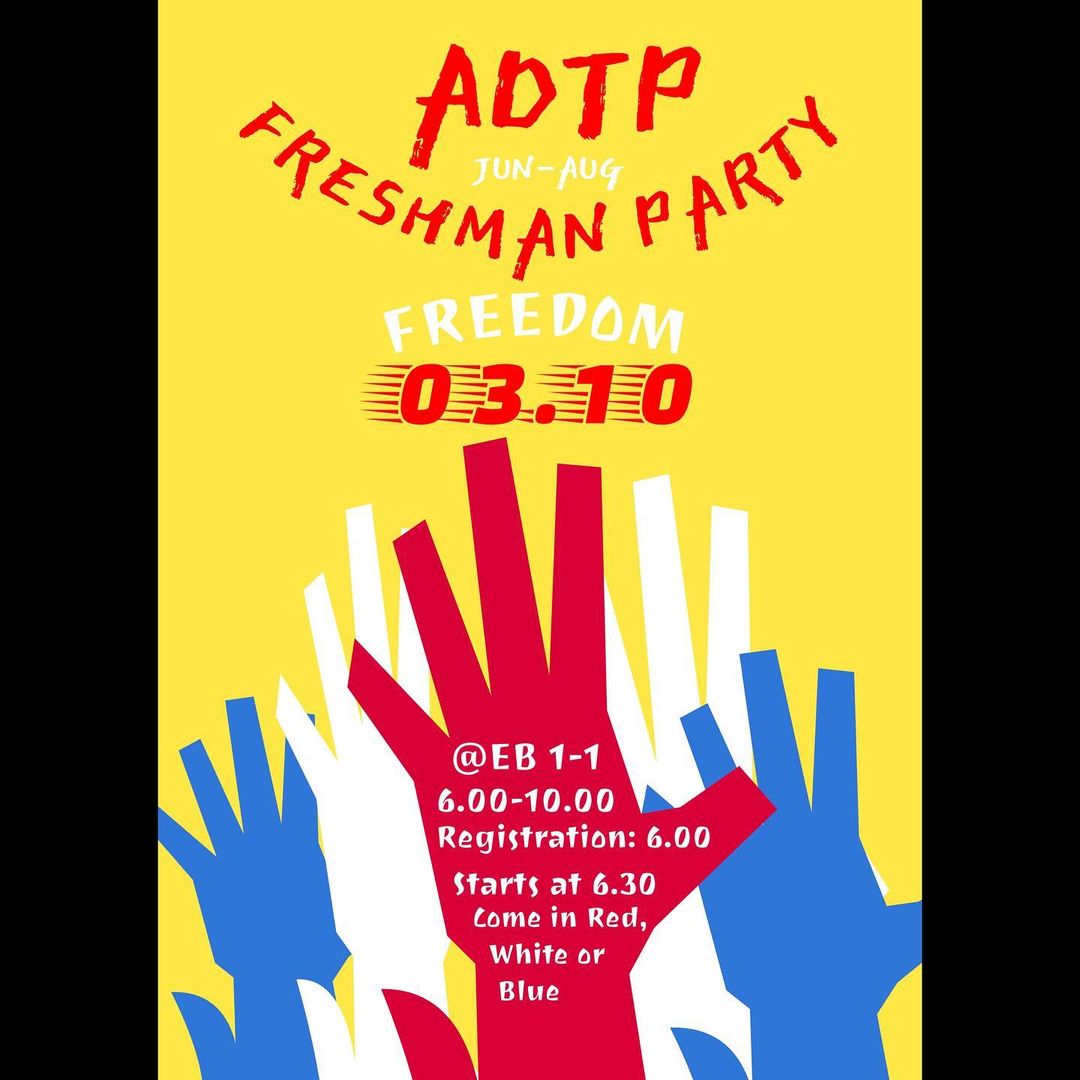 ADTP
JUN-AUG
FRESHMAN PARTY
FREEDOM
03.10
@EB 1-1
6.00-10.00
Registration: 6.00
Starts at 6.30
Come in Red,
White or
Blue